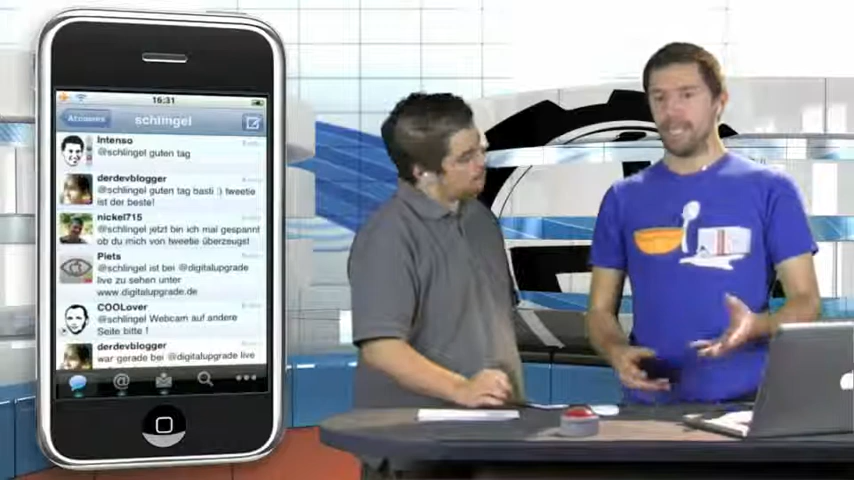 16:31
Accounts
schlingel
Intenso
@schlingel guten tag
derdevblogger
@schlingel guten tag basti :) tweetie
ist der beste!
nickel715
@schlingel jetzt bin ich mal gespannt
ob du mich von tweetie überzeugst
Piets
@schlingel ist bei @digitalupgrade
live zu sehen unter
www.digitalupgrade.de
COOLover
@schlingel Webcam auf andere
Seite bitte !
derdevblogger
war gerade bei @digitalupgrade live